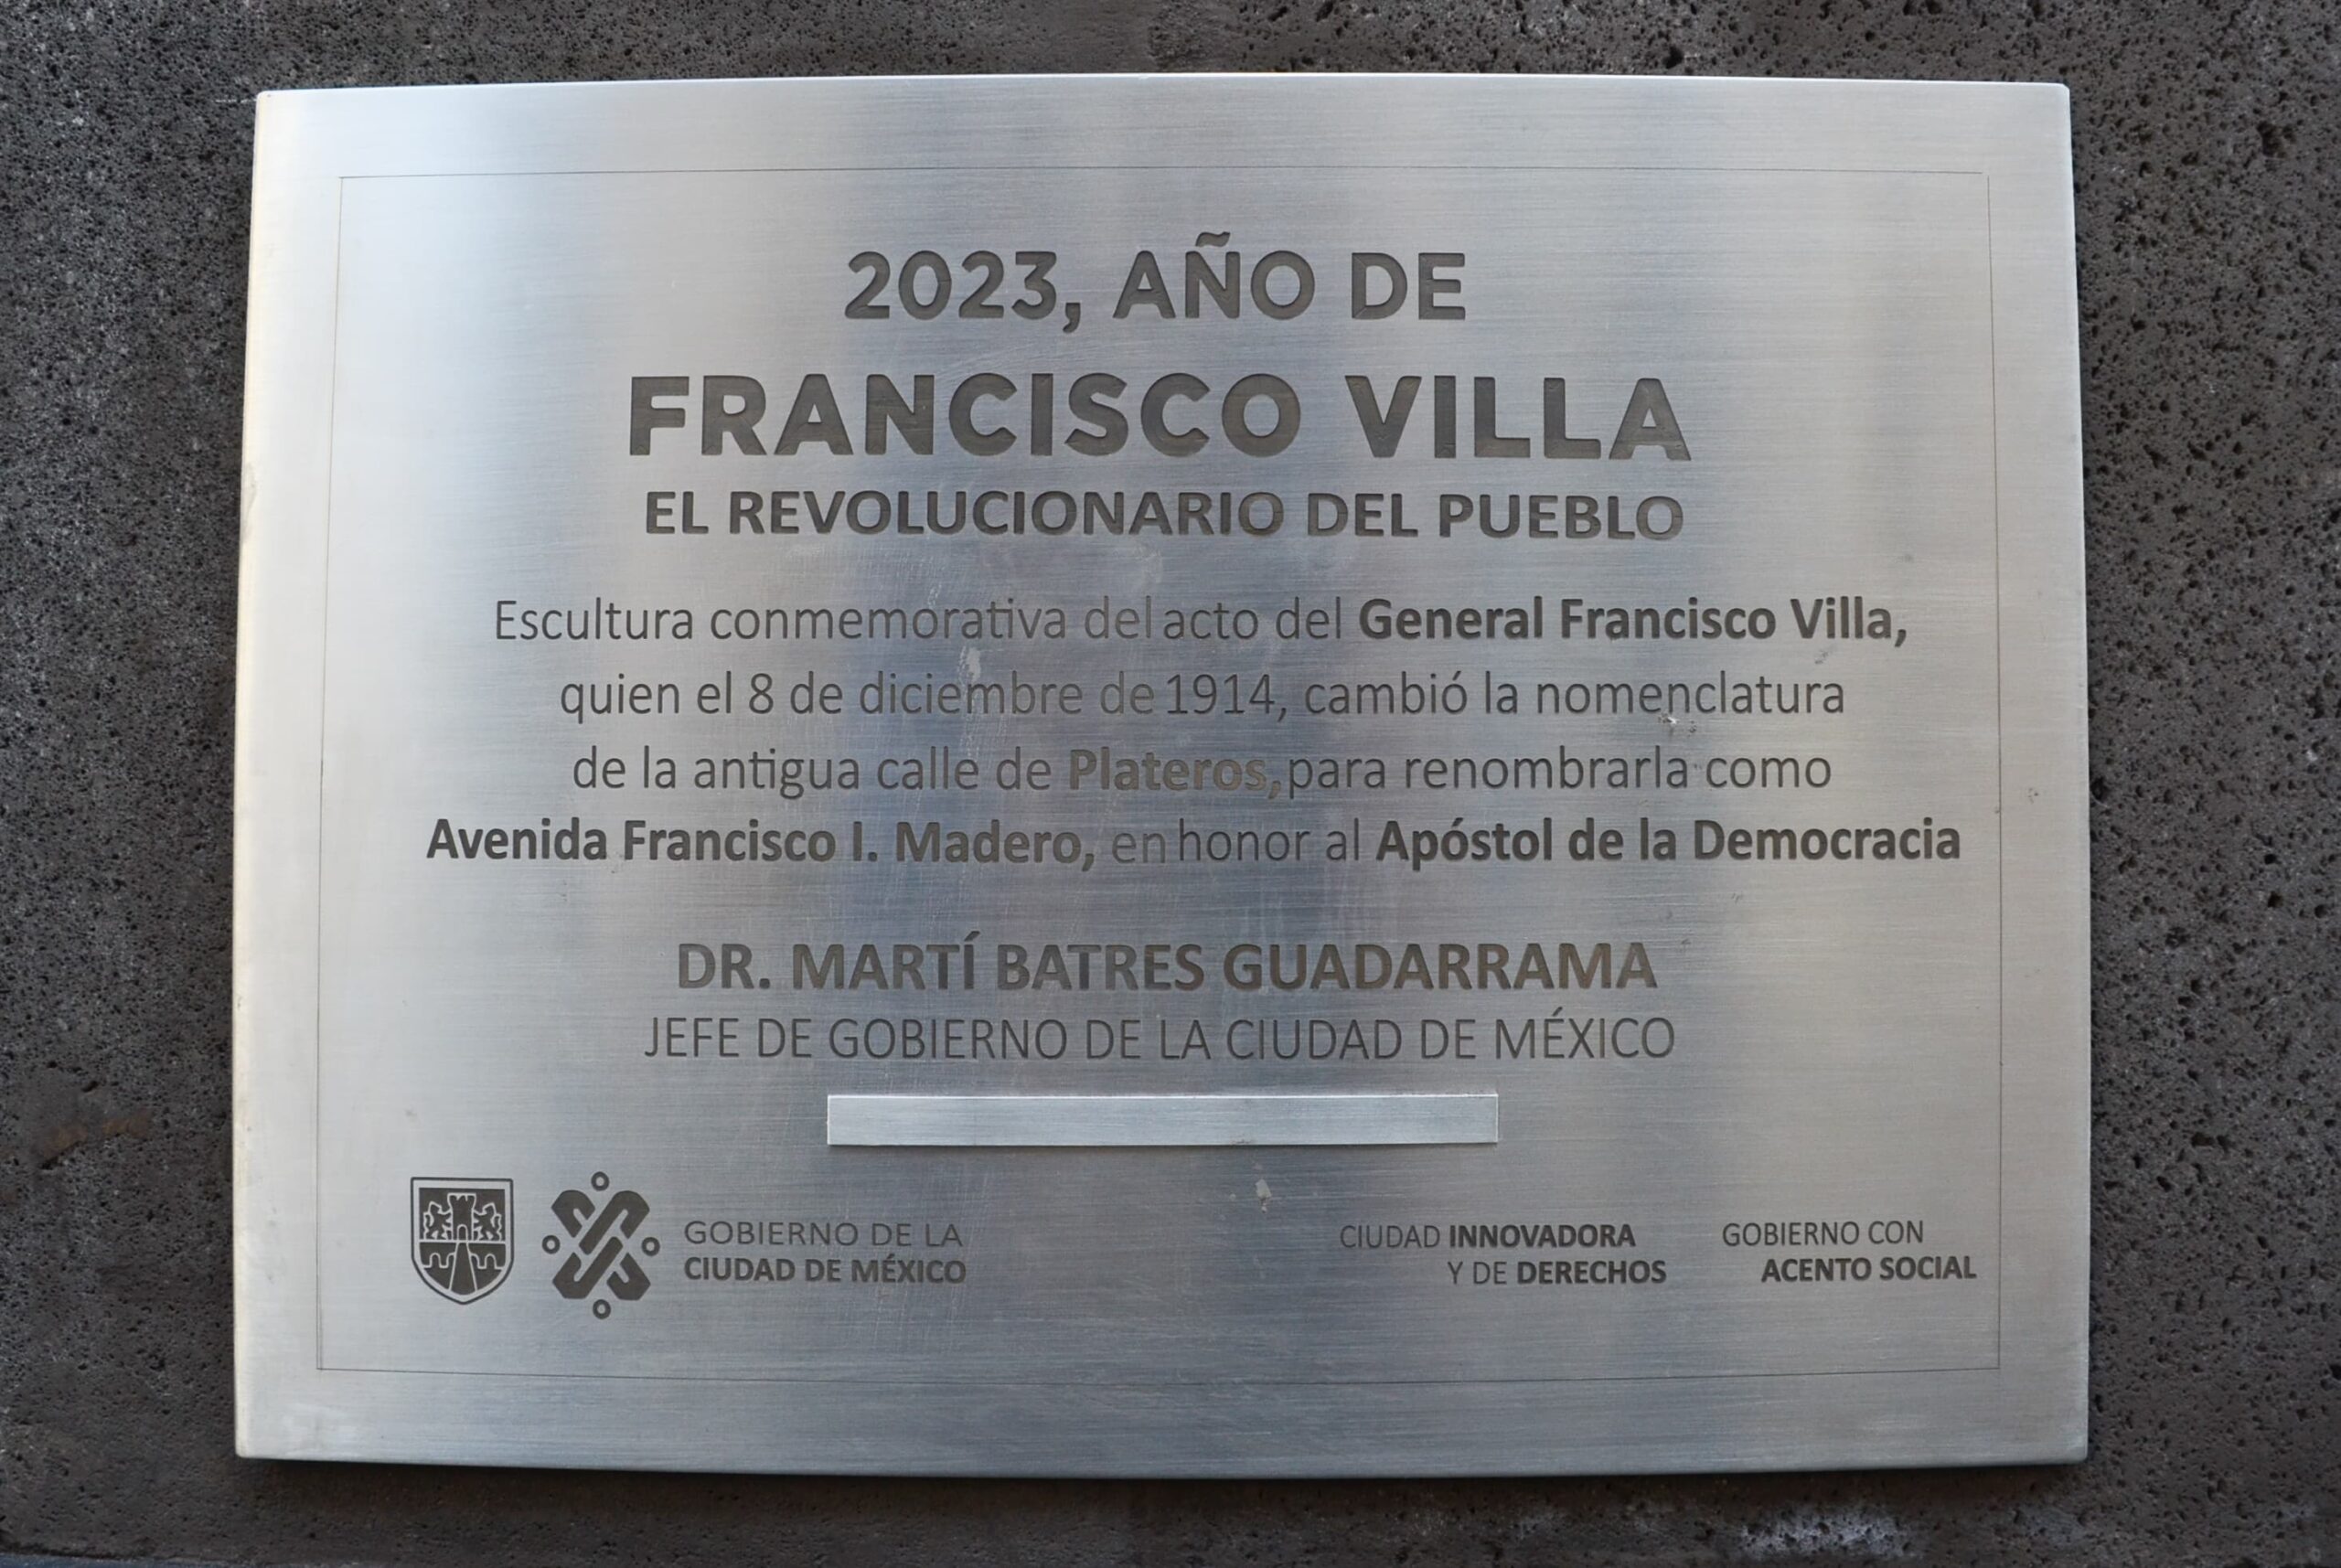 2023, AÑO DE
FRANCISCO VILLA
EL REVOLUCIONARIO DEL PUEBLO
Escultura conmemorativa del acto del General Francisco Villa,
quien el 8 de diciembre de 1914, cambió la nomenclatura
de la antigua calle de Plateros, para renombrarla como
Avenida Francisco I. Madero, en honor al Apóstol de la Democracia
DR. MARTÍ BATRES GUADARRAMA
JEFE DE GOBIERNO DE LA CIUDAD DE MÉXICO
GOBIERNO DE LA
CIUDAD DE MÉXICO
CIUDAD INNOVADORA
Y DE DERECHOS
GOBIERNO CON
ACENTO SOCIAL